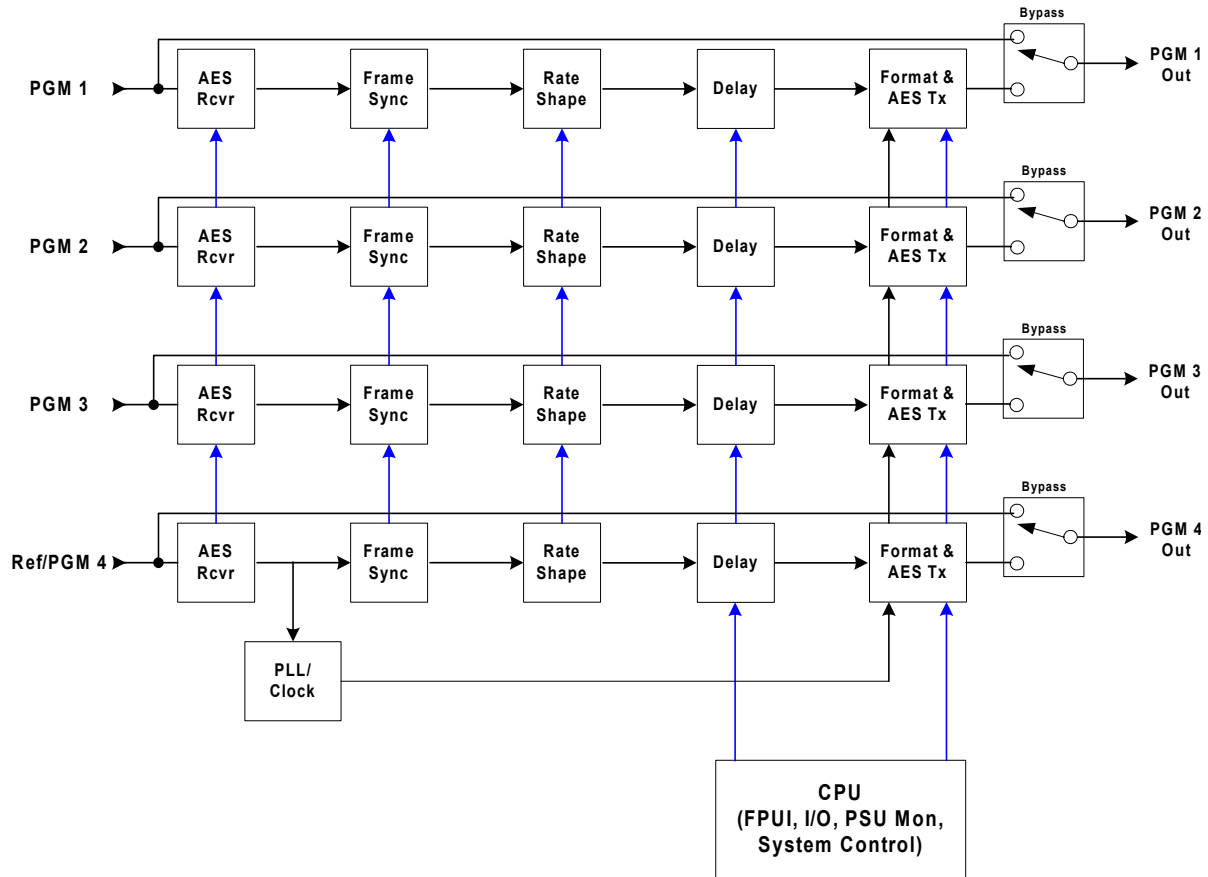 Bypass
PGM 1
AES
Rcvr
Frame
Sync
Rate
Shape
Delay
Format &
AES Tx
PGM 1
Out
Bypass
PGM 2
AES
Rcvr
Frame
Sync
Rate
Shape
Delay
Format &
AES Tx
PGM 2
Out
Bypass
PGM 3
AES
Rcvr
Frame
Sync
Rate
Shape
Delay
Format &
AES Tx
PGM 3
Out
Bypass
Ref/PGM 4
AES
Rcvr
Frame
Sync
Rate
Shape
Delay
Format &
AES Tx
PGM 4
Out
PLL/
Clock
CPU
(FPUI, I/O, PSU Mon,
System Control)